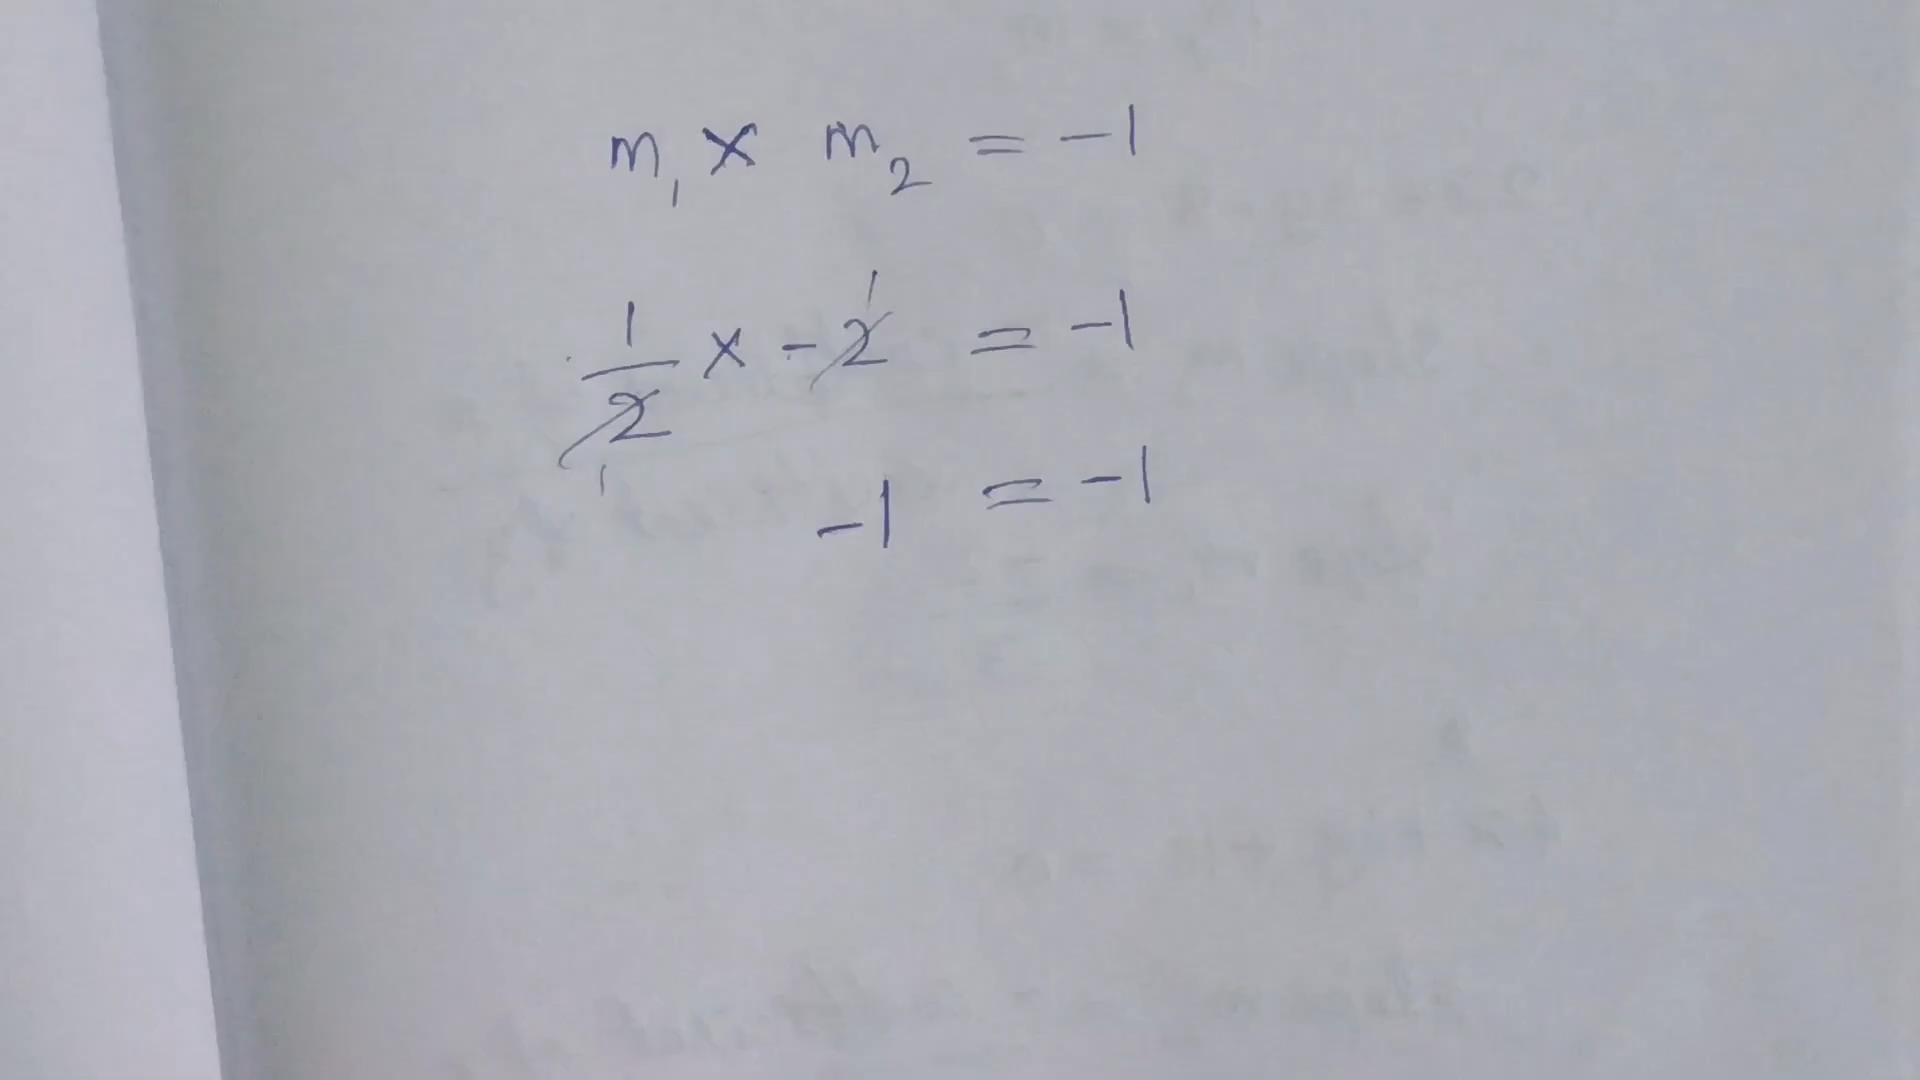 m₁ × m₂ = -1
1/2 × -2 = -1
-1 = -1